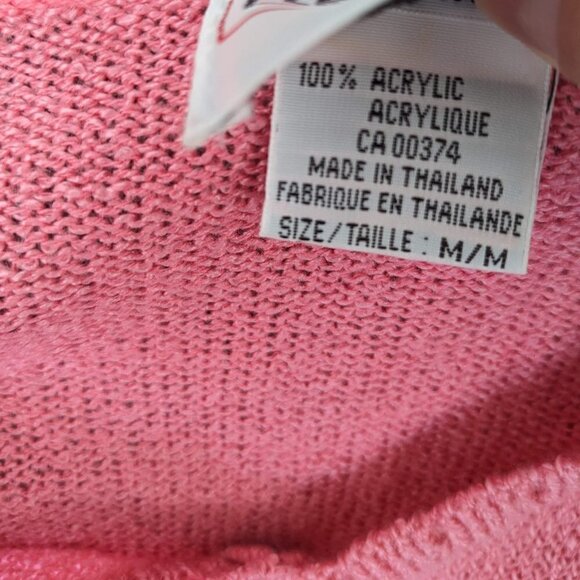 100% ACRYLIC
ACRYLIQUE
CA 00374
MADE IN THAILAND
FABRIQUE EN THAILANDE
SIZE/TAILLE : M/M